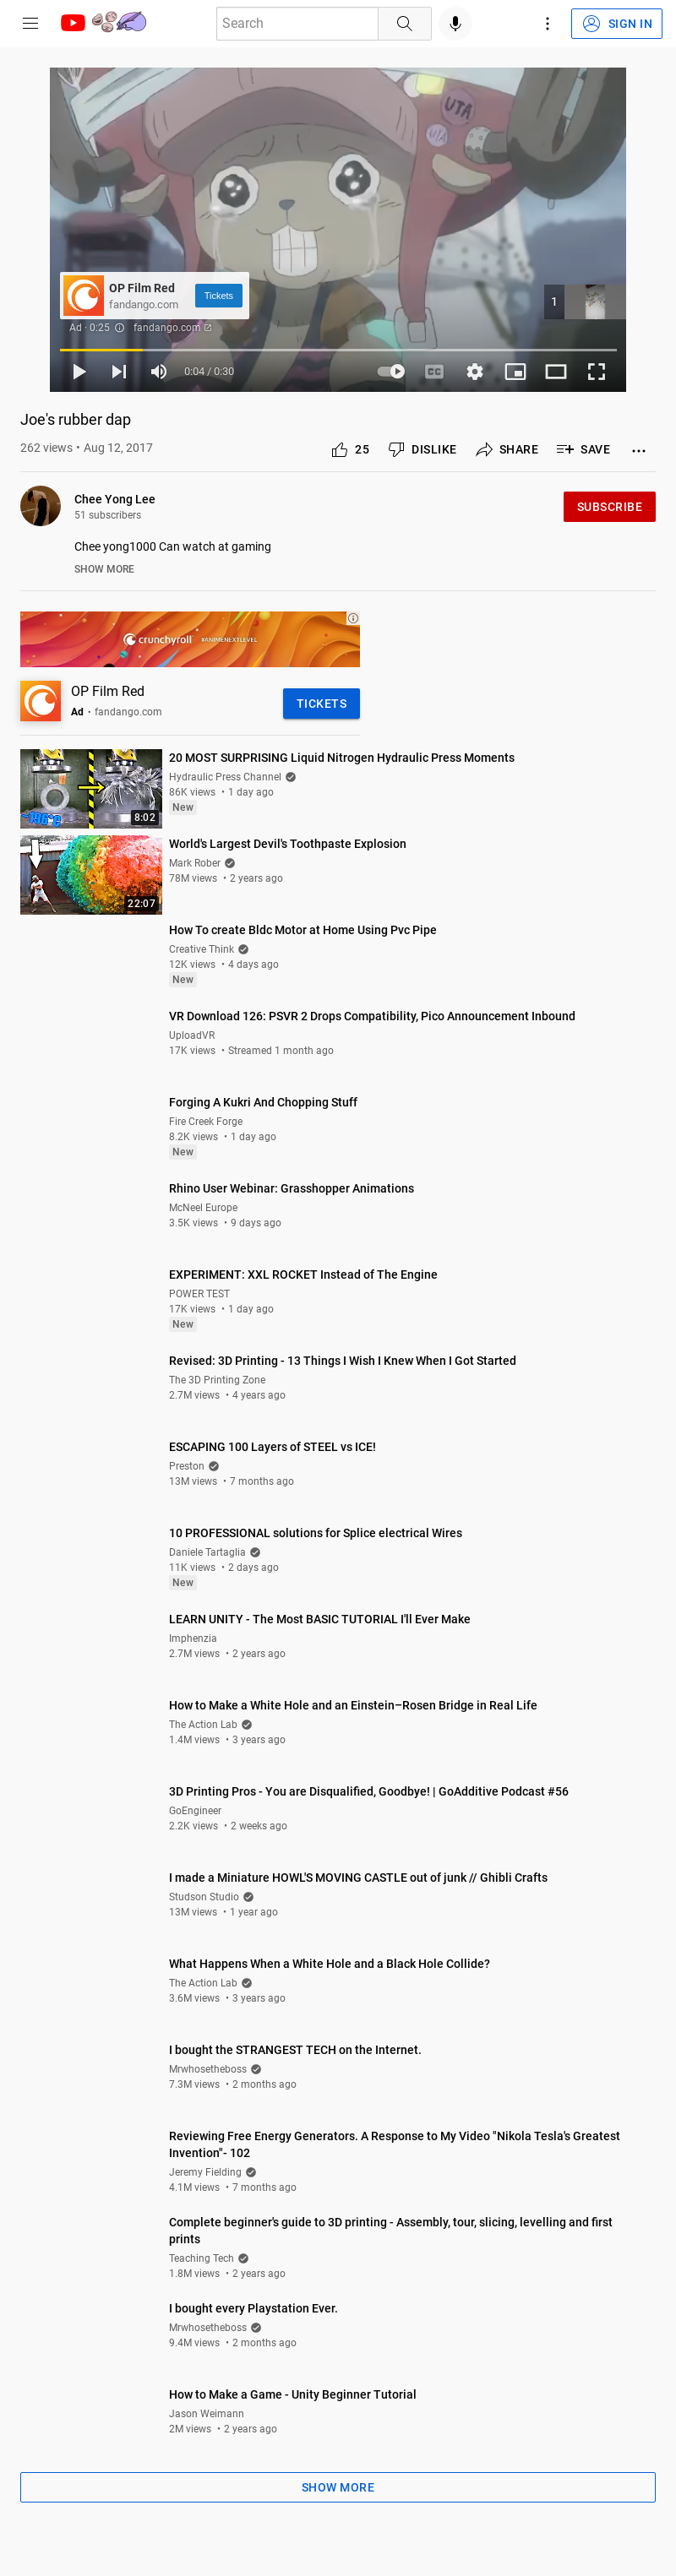 Search
SIGN IN
UTA
OP Film Red
fandango.com
Tickets
1
Ad · 0:25 fandango.com
0:04 / 0:30
CC
Joe's rubber dap
262 views • Aug 12, 2017
25 DISLIKE SHARE SAVE
Chee Yong Lee
51 subscribers
SUBSCRIBE
Chee yong1000 Can watch at gaming
SHOW MORE
crunchyroll #ANIMENEXTLEVEL
OP Film Red
Ad • fandango.com
TICKETS
20 MOST SURPRISING Liquid Nitrogen Hydraulic Press Moments
Hydraulic Press Channel
86K views • 1 day ago
New
-196°
8:02
World's Largest Devil's Toothpaste Explosion
Mark Rober
78M views • 2 years ago
22:07
How To create Bldc Motor at Home Using Pvc Pipe
Creative Think
12K views • 4 days ago
New
VR Download 126: PSVR 2 Drops Compatibility, Pico Announcement Inbound
UploadVR
17K views • Streamed 1 month ago
Forging A Kukri And Chopping Stuff
Fire Creek Forge
8.2K views • 1 day ago
New
Rhino User Webinar: Grasshopper Animations
McNeel Europe
3.5K views • 9 days ago
EXPERIMENT: XXL ROCKET Instead of The Engine
POWER TEST
17K views • 1 day ago
New
Revised: 3D Printing - 13 Things I Wish I Knew When I Got Started
The 3D Printing Zone
2.7M views • 4 years ago
ESCAPING 100 Layers of STEEL vs ICE!
Preston
13M views • 7 months ago
10 PROFESSIONAL solutions for Splice electrical Wires
Daniele Tartaglia
11K views • 2 days ago
New
LEARN UNITY - The Most BASIC TUTORIAL I'll Ever Make
Imphenzia
2.7M views • 2 years ago
How to Make a White Hole and an Einstein–Rosen Bridge in Real Life
The Action Lab
1.4M views • 3 years ago
3D Printing Pros - You are Disqualified, Goodbye! | GoAdditive Podcast #56
GoEngineer
2.2K views • 2 weeks ago
I made a Miniature HOWL'S MOVING CASTLE out of junk // Ghibli Crafts
Studson Studio
13M views • 1 year ago
What Happens When a White Hole and a Black Hole Collide?
The Action Lab
3.6M views • 3 years ago
I bought the STRANGEST TECH on the Internet.
Mrwhosetheboss
7.3M views • 2 months ago
Reviewing Free Energy Generators. A Response to My Video "Nikola Tesla's Greatest
Invention"- 102
Jeremy Fielding
4.1M views • 7 months ago
Complete beginner's guide to 3D printing - Assembly, tour, slicing, levelling and first
prints
Teaching Tech
1.8M views • 2 years ago
I bought every Playstation Ever.
Mrwhosetheboss
9.4M views • 2 months ago
How to Make a Game - Unity Beginner Tutorial
Jason Weimann
2M views • 2 years ago
SHOW MORE